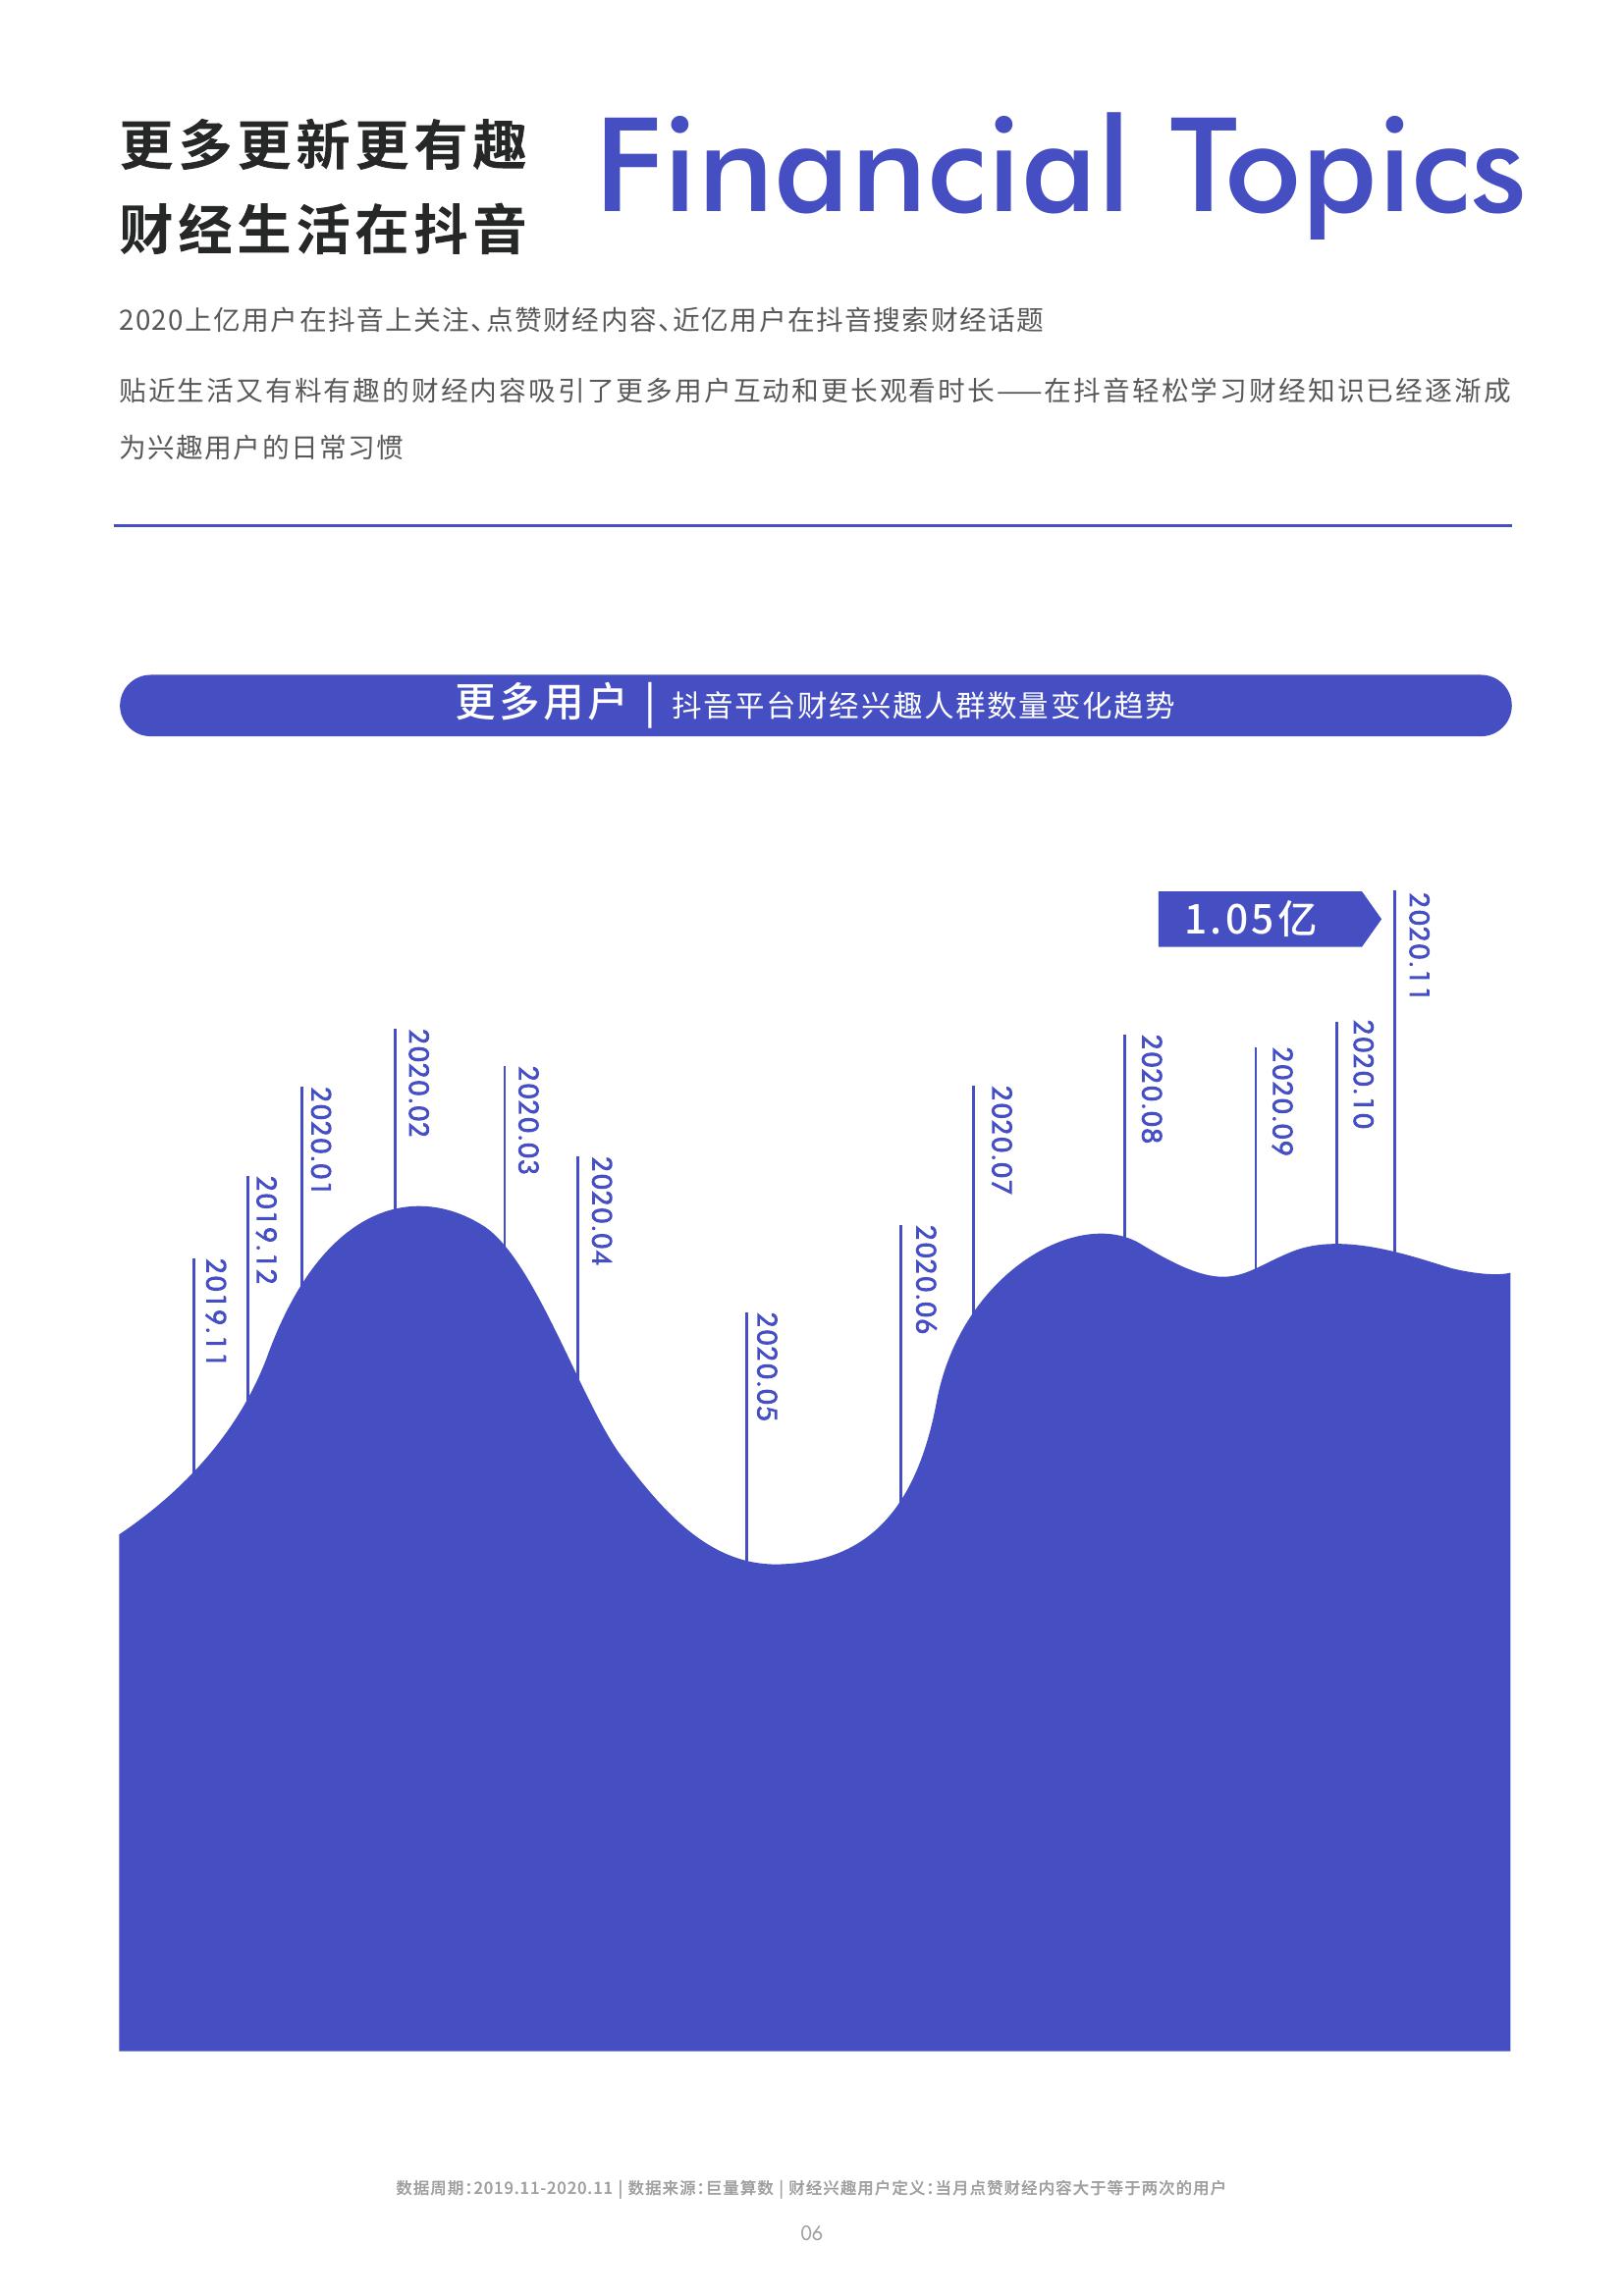 更多更新更有趣
财经生活在抖音
Financial Topics
2020上亿用户在抖音上关注、点赞财经内容、近亿用户在抖音搜索财经话题
贴近生活又有料有趣的财经内容吸引了更多用户互动和更长观看时长——在抖音轻松学习财经知识已经逐渐成
为兴趣用户的日常习惯
更多用户 | 抖音平台财经兴趣人群数量变化趋势
2019.11
2019.12
2020.01
2020.02
2020.03
2020.04
2020.05
2020.06
2020.07
2020.08
2020.09
2020.10
1.05亿
2020.11
数据周期：2019.11-2020.11 | 数据来源：巨量算数 | 财经兴趣用户定义：当月点赞财经内容大于等于两次的用户
06